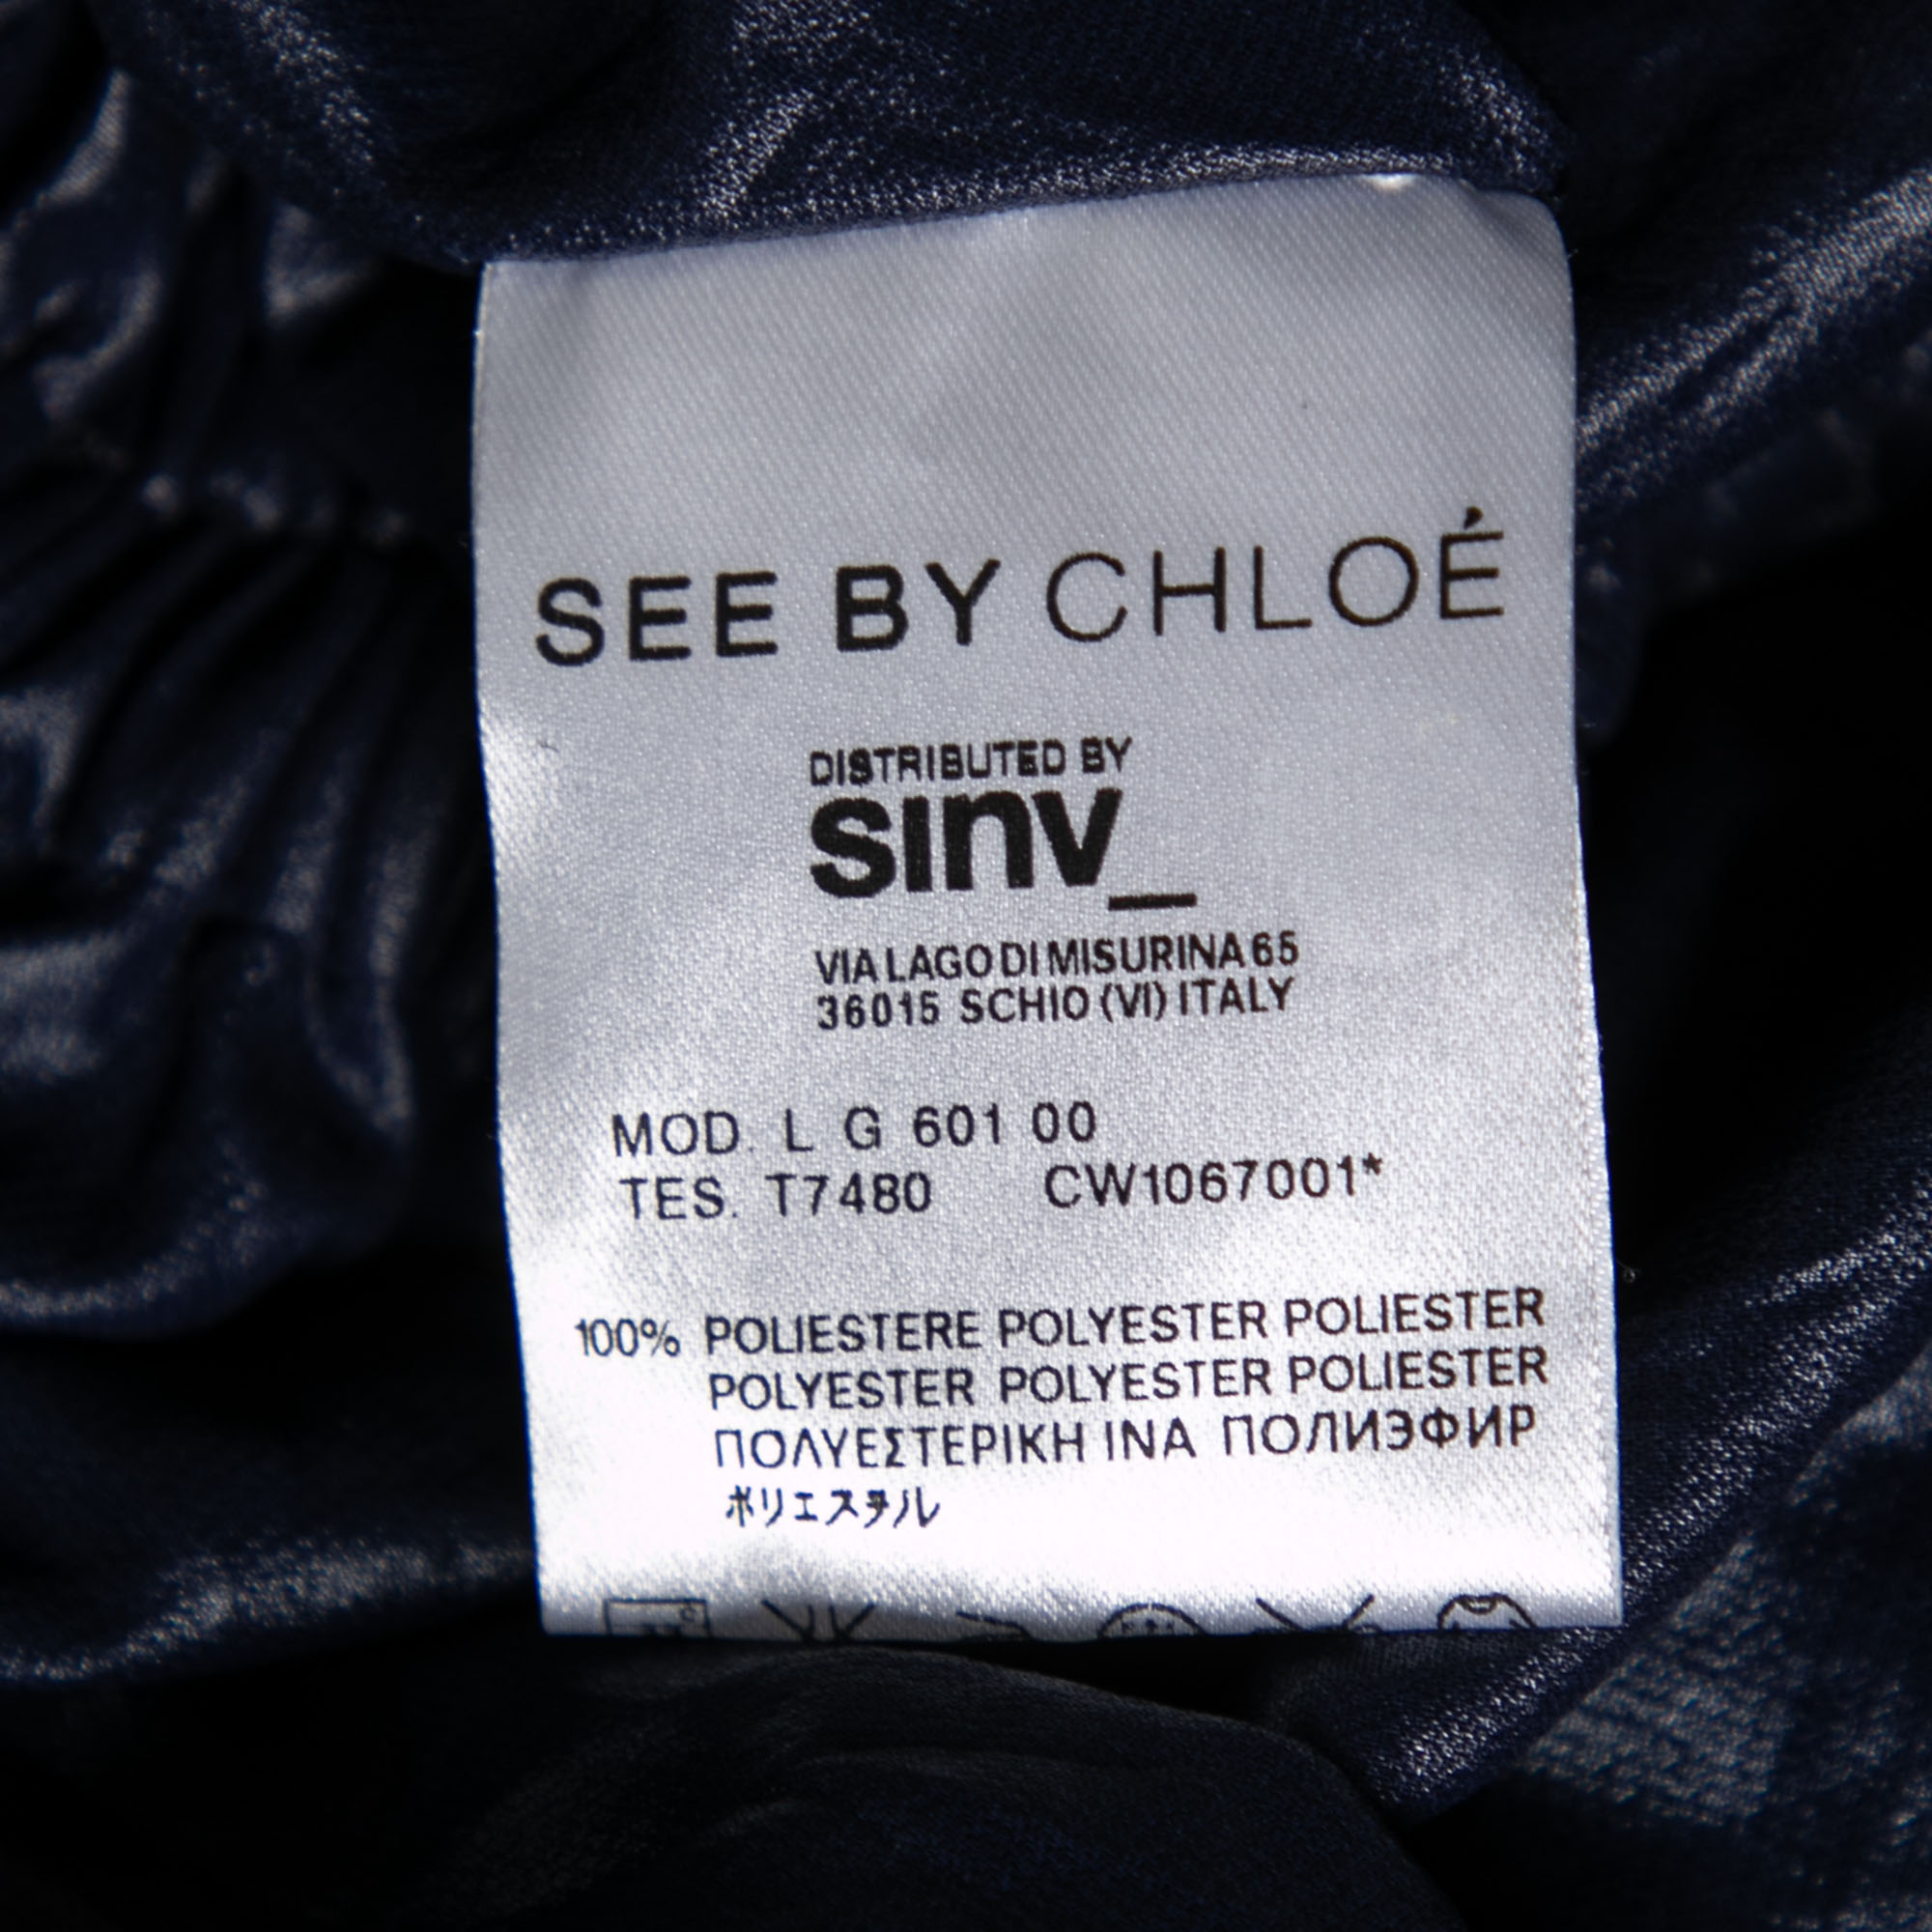 SEE BY CHLOÉ
DISTRIBUTED BY
sınv_
VIA LAGO DI MISURINA 65
36015 SCHIO (VI) ITALY
MOD. L G 601 00
TES. T7480 CW1067001*
100% POLIESTERE POLYESTER POLIESTER
POLYESTER POLYESTER POLIESTER
ΠΟΛΥΕΣΤΕΡΙΚΗ ΙΝΑ ПОЛИЭФИР
ポリエステル